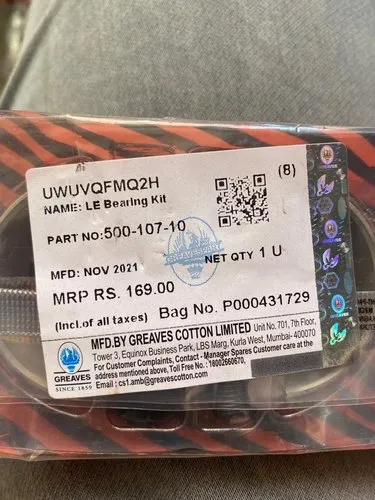 UWUVQFMQ2H
(8)
NAME: LE Bearing Kit
PART NO:500-107-10
GREAVES
MFD: NOV 2021
NET QTY 1 U
MRP RS. 169.00
(Incl.of all taxes) Bag No. P000431729
MFD.BY GREAVES COTTON LIMITED Unit No. 701, 7th Floor,
Tower 3, Equinox Business Park, LBS Marg, Kurla West, Mumbai- 400070
For Customer Complaints, Contact - Manager Spares Customer care at the
address mentioned above, Toll Free No. : 18002660670,
Email : cs1.amb@greavescotton.com
GREAVES
SINCE 1859